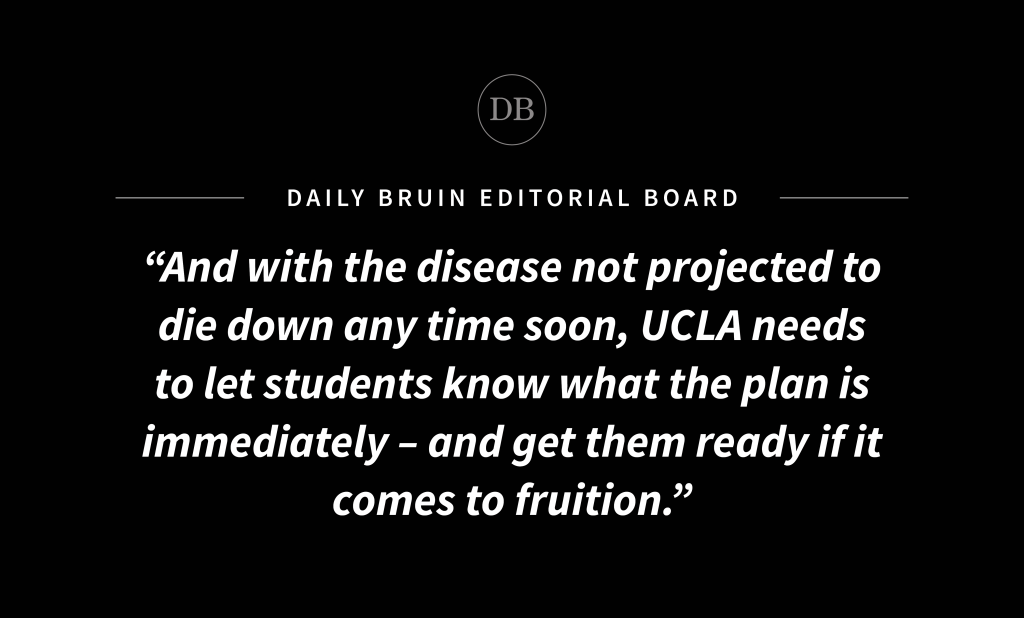 DB
DAILY BRUIN EDITORIAL BOARD
“And with the disease not projected to
die down any time soon, UCLA needs
to let students know what the plan is
immediately – and get them ready if it
comes to fruition.”